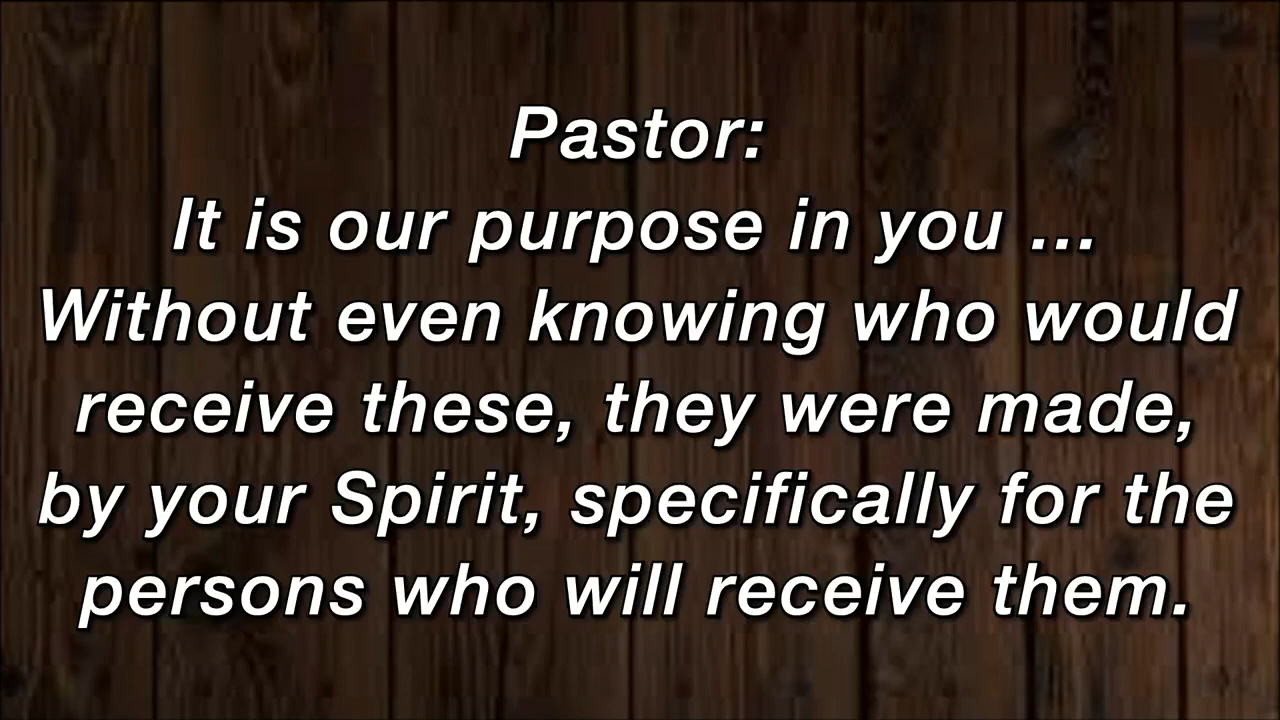 Pastor:
It is our purpose in you ...
Without even knowing who would
receive these, they were made,
by your Spirit, specifically for the
persons who will receive them.